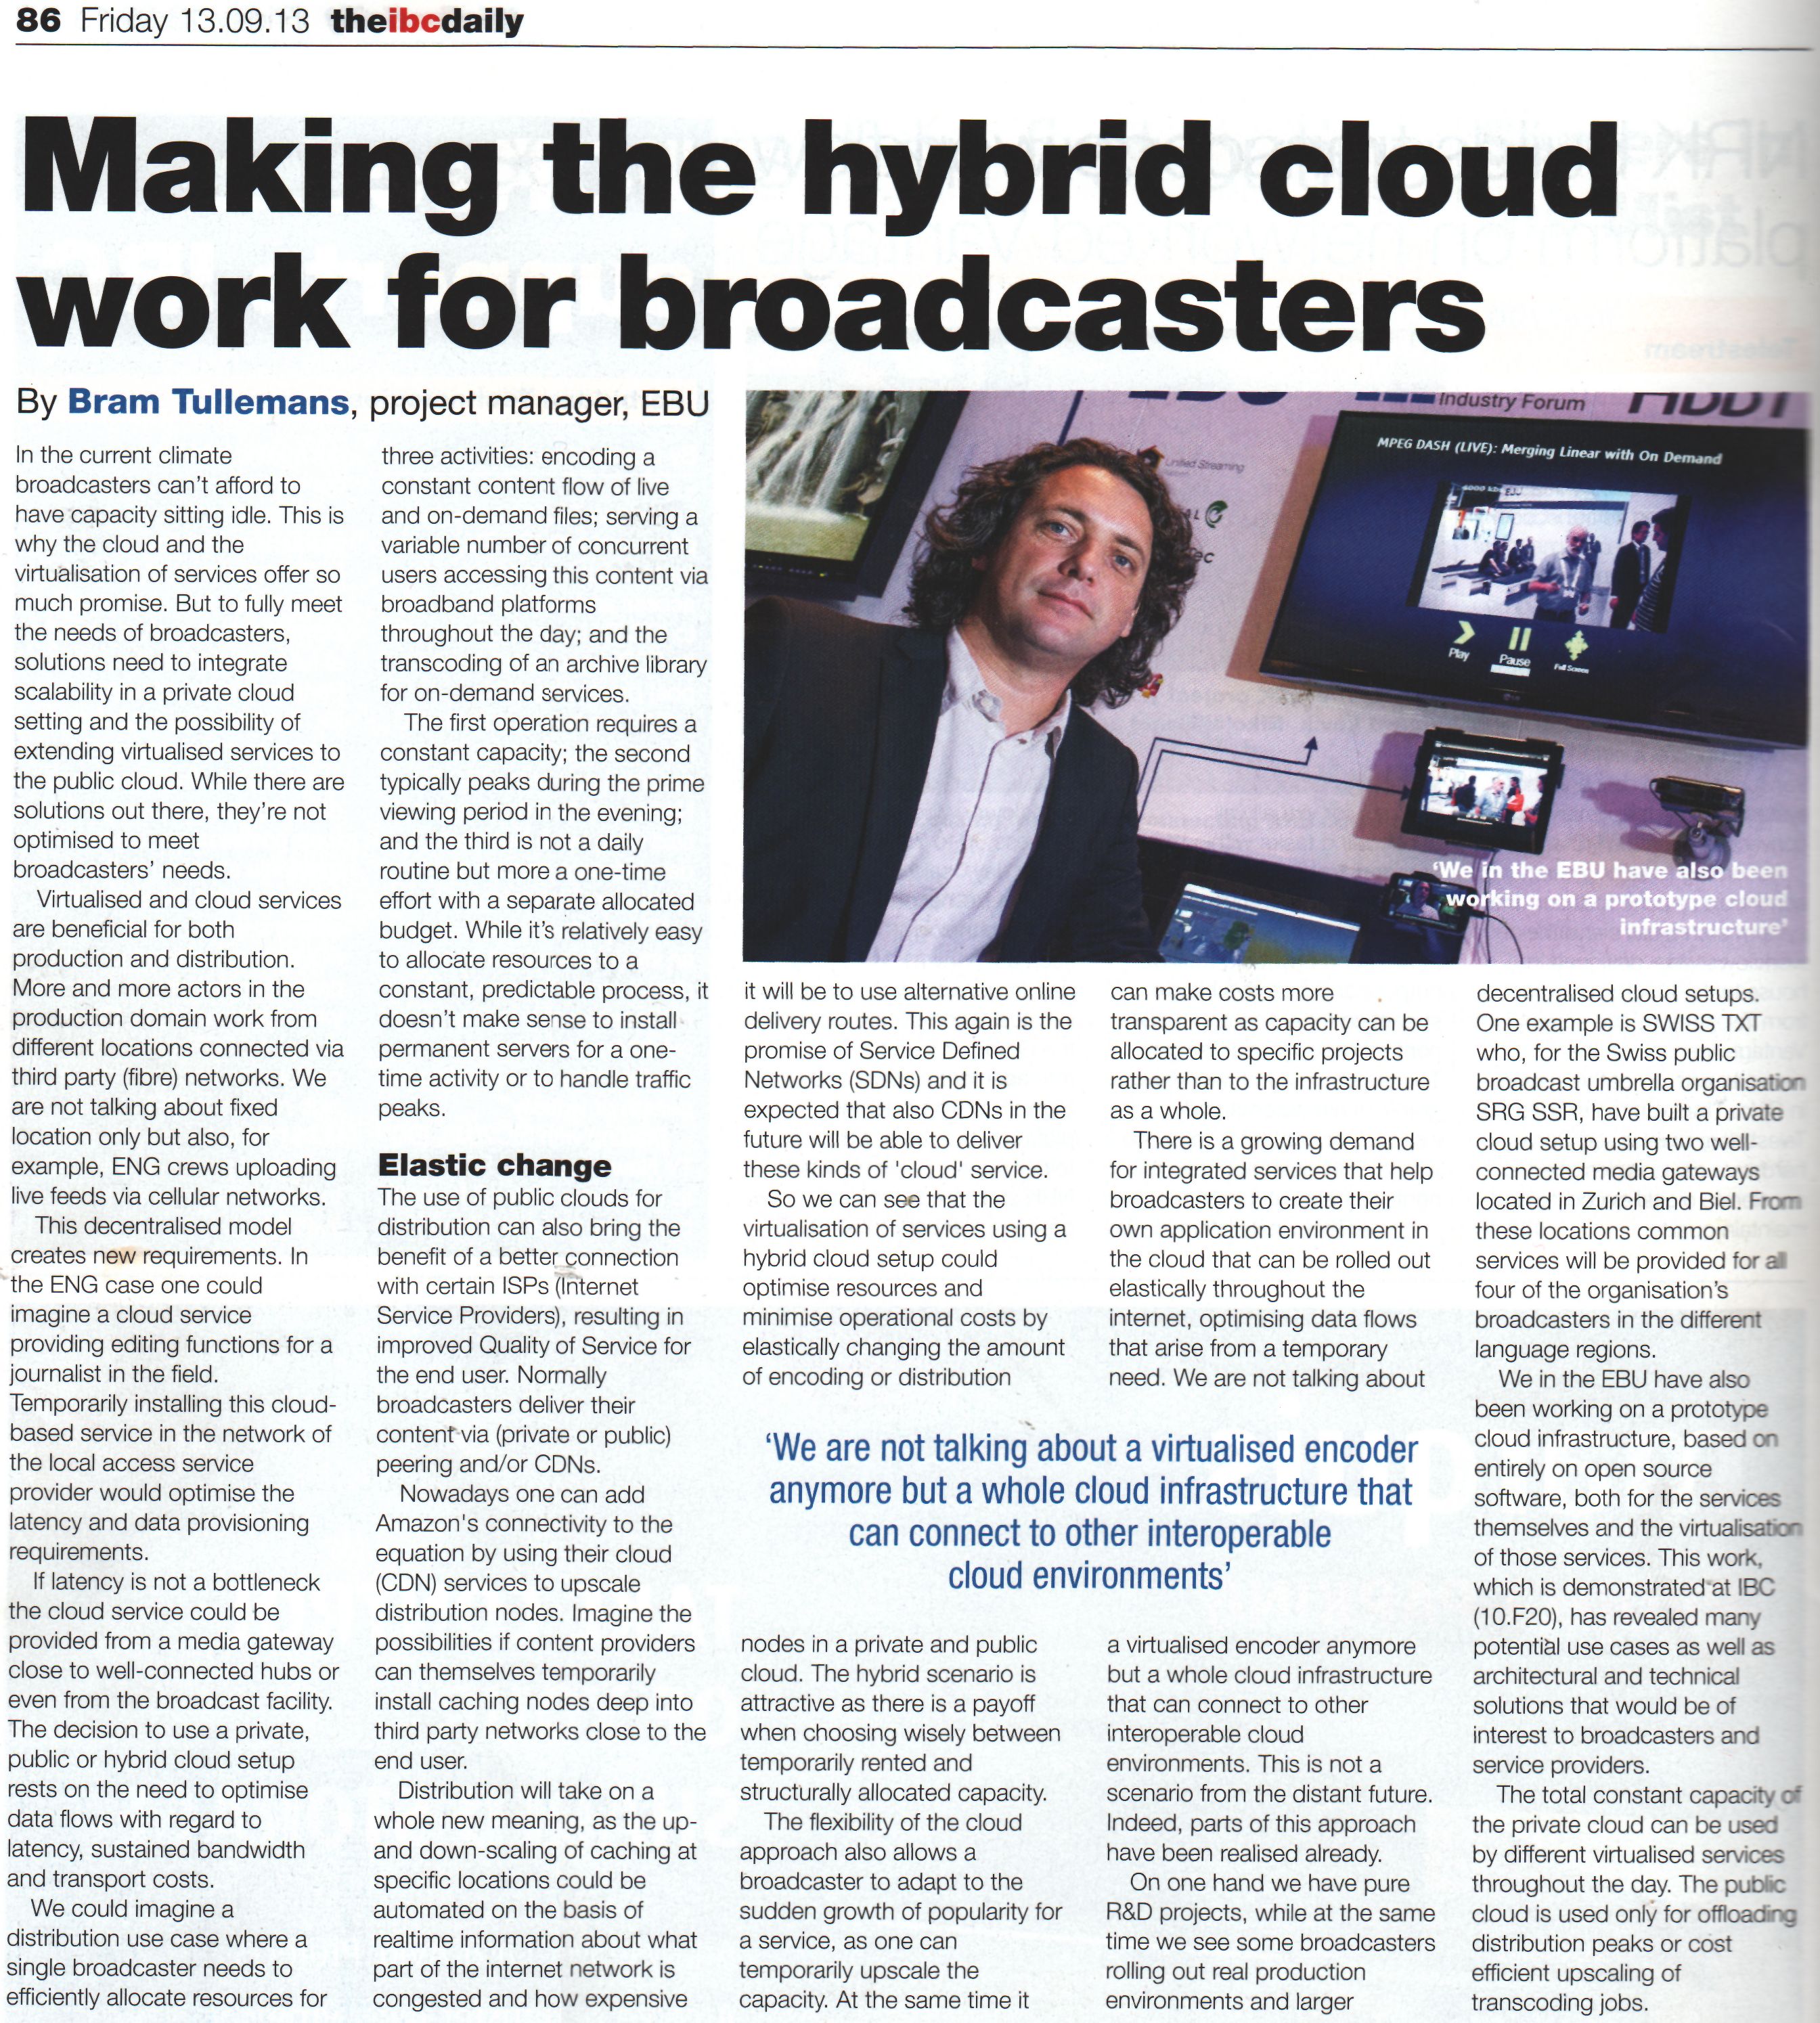 86 Friday 13.09.13 theibcdaily
Making the hybrid cloud
work for broadcasters
By Bram Tullemans, project manager, EBU
In the current climate
broadcasters can't afford to
have capacity sitting idle. This is
why the cloud and the
virtualisation of services offer so
much promise. But to fully meet
the needs of broadcasters,
solutions need to integrate
scalability in a private cloud
setting and the possibility of
extending virtualised services to
the public cloud. While there are
solutions out there, they're not
optimised to meet
broadcasters' needs.
Virtualised and cloud services
are beneficial for both
production and distribution.
More and more actors in the
production domain work from
different locations connected via
third party (fibre) networks. We
are not talking about fixed
location only but also, for
example, ENG crews uploading
live feeds via cellular networks.
This decentralised model
creates new requirements. In
the ENG case one could
imagine a cloud service
providing editing functions for a
journalist in the field.
Temporarily installing this cloud-
based service in the network of
the local access service
provider would optimise the
latency and data provisioning
requirements.
If latency is not a bottleneck
the cloud service could be
provided from a media gateway
close to well-connected hubs or
even from the broadcast facility.
The decision to use a private,
public or hybrid cloud setup
rests on the need to optimise
data flows with regard to
latency, sustained bandwidth
and transport costs.
We could imagine a
distribution use case where a
single broadcaster needs to
efficiently allocate resources for
three activities: encoding a
constant content flow of live
and on-demand files; serving a
variable number of concurrent
users accessing this content via
broadband platforms
throughout the day; and the
transcoding of an archive library
for on-demand services.
The first operation requires a
constant capacity; the second
typically peaks during the prime
viewing period in the evening;
and the third is not a daily
routine but more a one-time
effort with a separate allocated
budget. While it's relatively easy
to allocate resources to a
constant, predictable process, it
doesn't make sense to install
permanent servers for a one-
time activity or to handle traffic
peaks.
Elastic change
The use of public clouds for
distribution can also bring the
benefit of a better connection
with certain ISPs (Internet
Service Providers), resulting in
improved Quality of Service for
the end user. Normally
broadcasters deliver their
content via (private or public)
peering and/or CDNs.
Nowadays one can add
Amazon's connectivity to the
equation by using their cloud
(CDN) services to upscale
distribution nodes. Imagine the
possibilities if content providers
can themselves temporarily
install caching nodes deep into
third party networks close to the
end user.
Distribution will take on a
whole new meaning, as the up-
and down-scaling of caching at
specific locations could be
automated on the basis of
realtime information about what
part of the internet network is
congested and how expensive
Industry Forum
United Streaming
MPEG DASH (LIVE): Merging Linear with On Demand
Play
Pause
Full Screen
'We in the EBU have also been
working on a prototype cloud
infrastructure'
it will be to use alternative online
delivery routes. This again is the
promise of Service Defined
Networks (SDNs) and it is
expected that also CDNs in the
future will be able to deliver
these kinds of 'cloud' service.
So we can see that the
virtualisation of services using a
hybrid cloud setup could
optimise resources and
minimise operational costs by
elastically changing the amount
of encoding or distribution
nodes in a private and public
cloud. The hybrid scenario is
attractive as there is a payoff
when choosing wisely between
temporarily rented and
structurally allocated capacity.
The flexibility of the cloud
approach also allows a
broadcaster to adapt to the
sudden growth of popularity for
a service, as one can
temporarily upscale the
capacity. At the same time it
can make costs more
transparent as capacity can be
allocated to specific projects
rather than to the infrastructure
as a whole.
There is a growing demand
for integrated services that help
broadcasters to create their
own application environment in
the cloud that can be rolled out
elastically throughout the
internet, optimising data flows
that arise from a temporary
need. We are not talking about
'We are not talking about a virtualised encoder
anymore but a whole cloud infrastructure that
can connect to other interoperable
cloud environments'
a virtualised encoder anymore
but a whole cloud infrastructure
that can connect to other
interoperable cloud
environments. This is not a
scenario from the distant future.
Indeed, parts of this approach
have been realised already.
On one hand we have pure
R&D projects, while at the same
time we see some broadcasters
rolling out real production
environments and larger
decentralised cloud setups.
One example is SWISS TXT
who, for the Swiss public
broadcast umbrella organisation
SRG SSR, have built a private
cloud setup using two well-
connected media gateways
located in Zurich and Biel. From
these locations common
services will be provided for all
four of the organisation's
broadcasters in the different
language regions.
We in the EBU have also
been working on a prototype
cloud infrastructure, based on
entirely on open source
software, both for the services
themselves and the virtualisation
of those services. This work,
which is demonstrated at IBC
(10.F20), has revealed many
potential use cases as well as
architectural and technical
solutions that would be of
interest to broadcasters and
service providers.
The total constant capacity of
the private cloud can be used
by different virtualised services
throughout the day. The public
cloud is used only for offloading
distribution peaks or cost
efficient upscaling of
transcoding jobs.